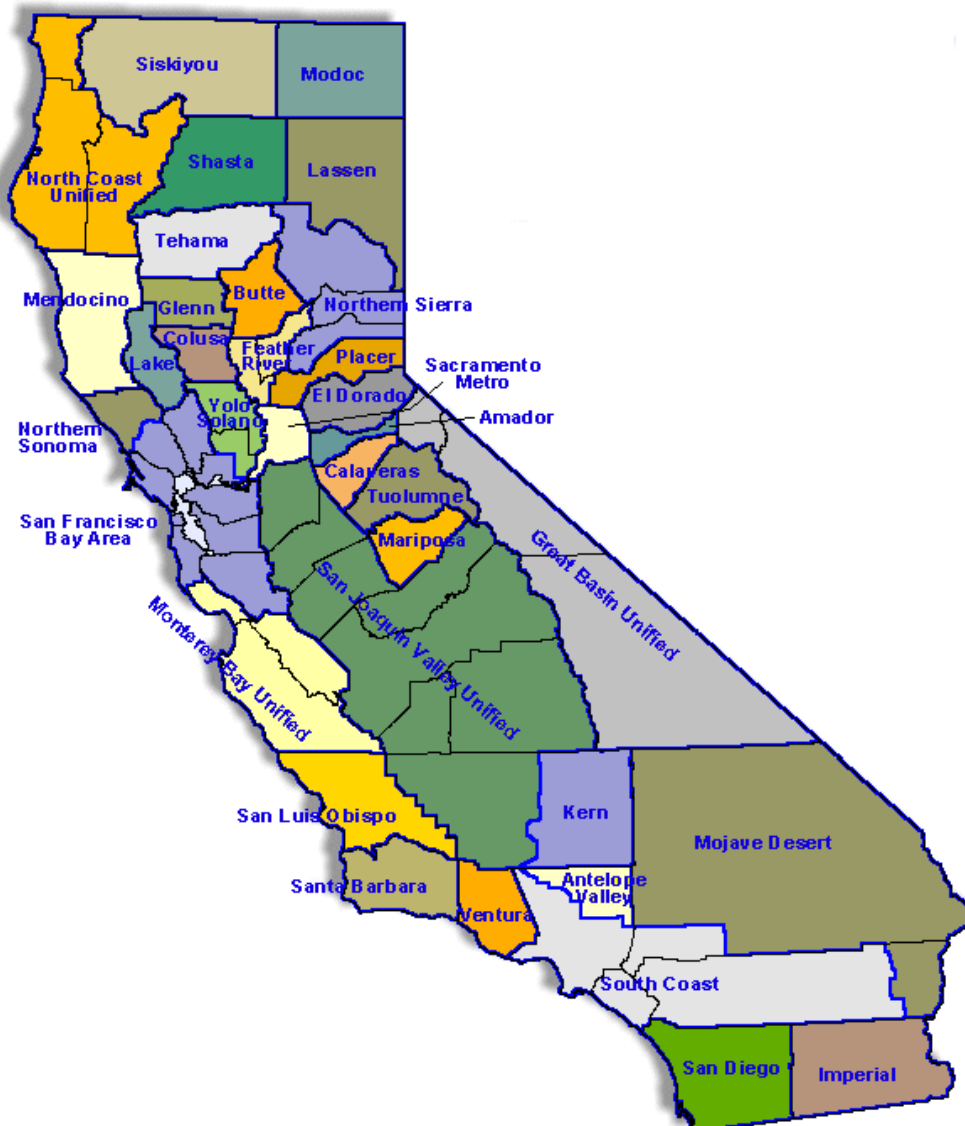 Siskiyou
Modoc
Shasta
Lassen
North Coast
Unified
Tehama
Mendocino
Glenn
Butte
Northern Sierra
Colusa
Lake
Feather
River
Placer
Sacramento
Metro
El Dorado
Yolo
Solano
Amador
Northern
Sonoma
Calaveras
Tuolumne
San Francisco
Bay Area
Mariposa
Great Basin Unified
San Joaquin Valley Unified
Monterey Bay Unified
San Luis Obispo
Kern
Mojave Desert
Santa Barbara
Antelope
Valley
Ventura
South Coast
San Diego
Imperial